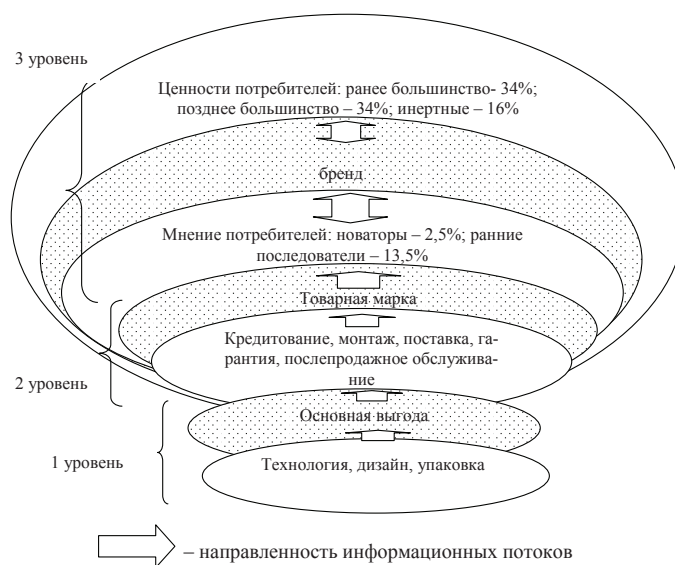 3 уровень
Ценности потребителей: ранее большинство- 34%;
позднее большинство – 34%; инертные – 16%
бренд
Мнение потребителей: новаторы – 2,5%; ранние
последователи – 13,5%
Товарная марка
Кредитование, монтаж, поставка, га-
рантия, послепродажное обслужива-
ние
2 уровень
Основная выгода
1 уровень
Технология, дизайн, упаковка
– направленность информационных потоков